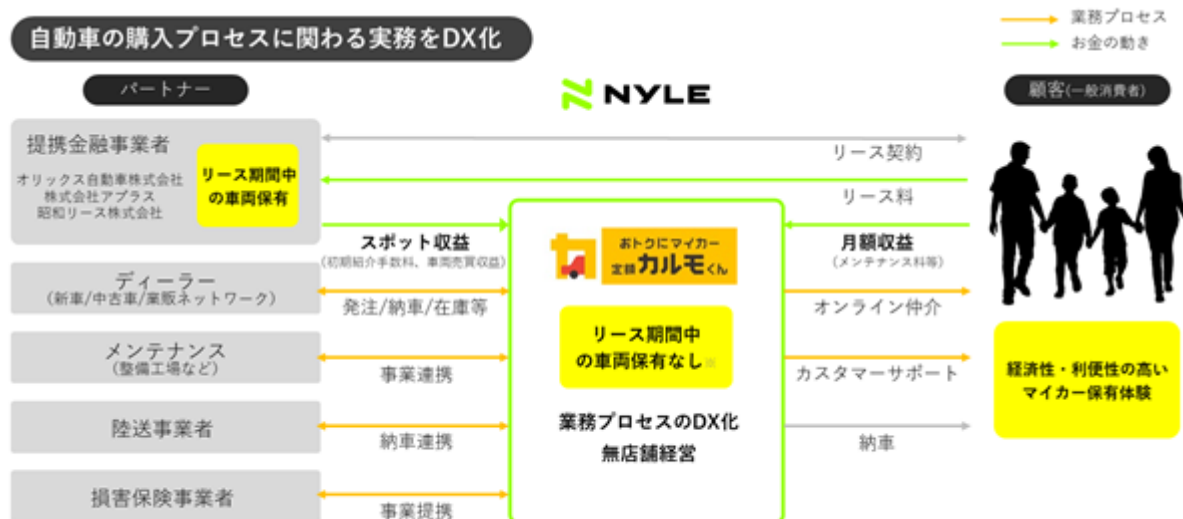 自動車の購入プロセスに関わる実務をDX化
業務プロセス
お金の動き
パートナー
NYLE
顧客(一般消費者)
提携金融事業者
オリックス自動車株式会社
株式会社アプラス
昭和リース株式会社
リース期間中
の車両保有
リース契約
リース料
スポット収益
(初期紹介手数料、車両売買収益)
月額収益
(メンテナンス料等)
おトクにマイカー
定額カルモくん
ディーラー
(新車/中古車/業販ネットワーク)
発注/納車/在庫等
オンライン仲介
リース期間中
の車両保有なし※
メンテナンス
(整備工場など)
事業連携
カスタマーサポート
経済性・利便性の高い
マイカー保有体験
業務プロセスのDX化
無店舗経営
陸送事業者
納車連携
納車
損害保険事業者
事業提携